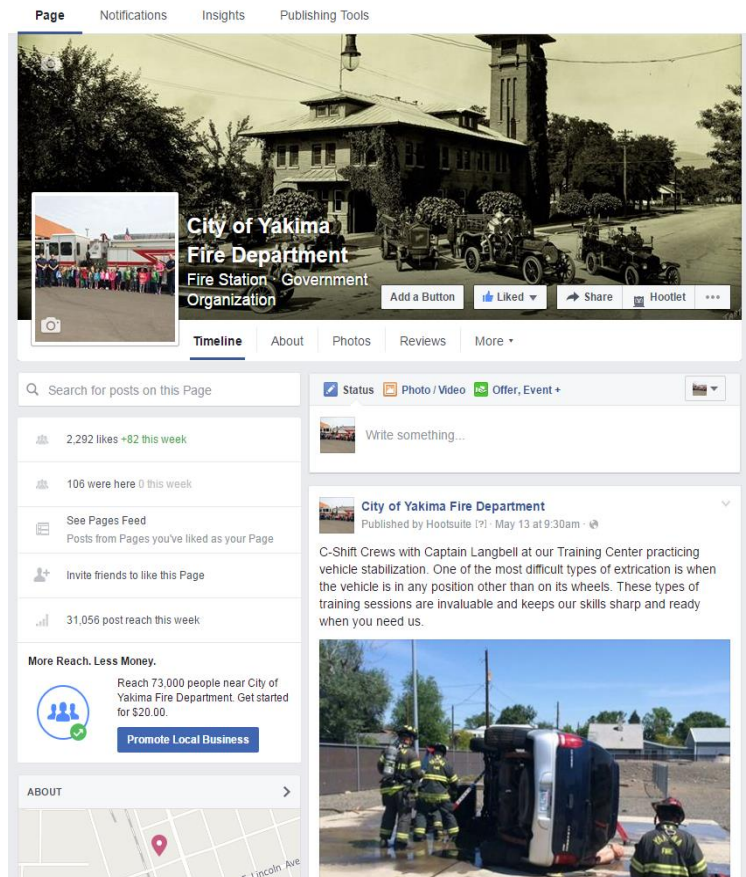 Page Notifications Insights Publishing Tools
City of Yakima
Fire Department
Fire Station · Government
Organization
Add a Button Liked Share Hootlet
Timeline About Photos Reviews More
Search for posts on this Page
2,292 likes +82 this week
106 were here 0 this week
See Pages Feed
Posts from Pages you've liked as your Page
Invite friends to like this Page
31,056 post reach this week
More Reach. Less Money.
Reach 73,000 people near City of
Yakima Fire Department. Get started
for $20.00.
Promote Local Business
ABOUT
Lincoln Ave
Status Photo / Video Offer, Event +
Write something...
City of Yakima Fire Department
Published by Hootsuite [?] · May 13 at 9:30am ·
C-Shift Crews with Captain Langbell at our Training Center practicing
vehicle stabilization. One of the most difficult types of extrication is when
the vehicle is in any position other than on its wheels. These types of
training sessions are invaluable and keeps our skills sharp and ready
when you need us.
YAKIMA